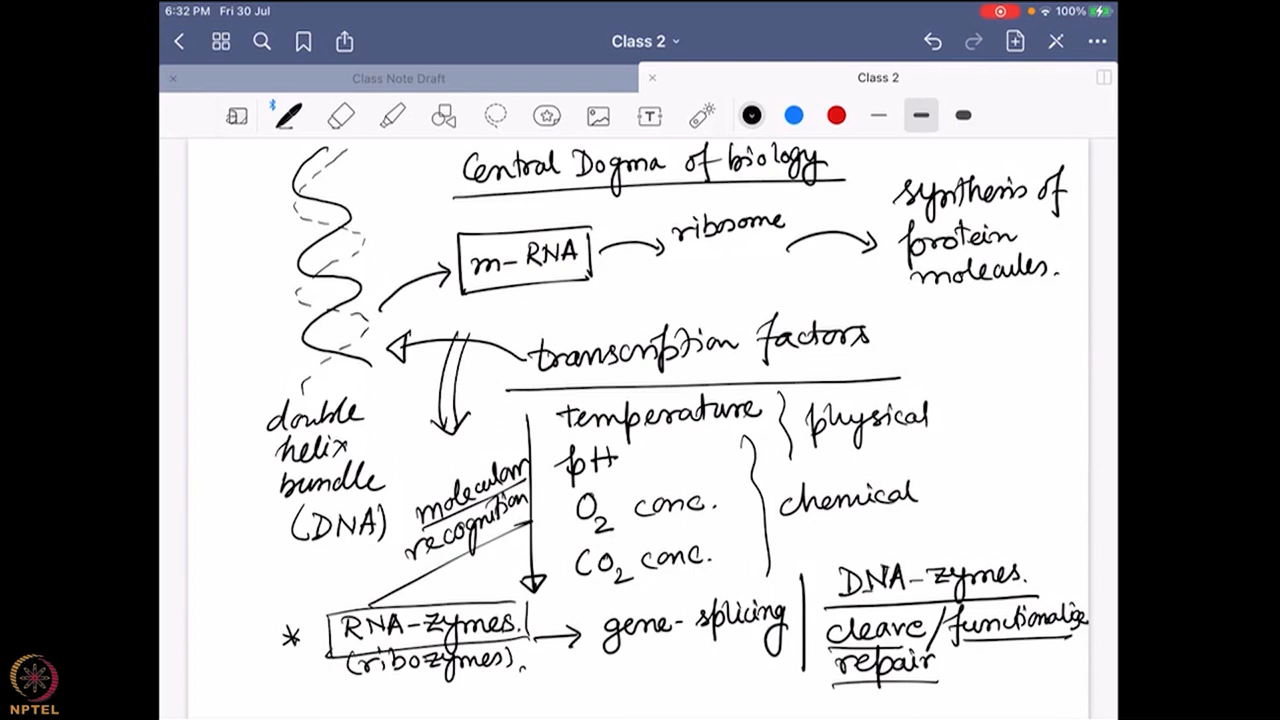 6:32 PM Fri 30 Jul
100%
Class 2
Class Note Draft
Class 2
T
Central Dogma of biology
m-RNA
ribosome
synthesis of
protein
molecules.
transcription factors
double
helix
bundle
(DNA)
molecular
recognition
temperature
pH
O2 conc.
CO2 conc.
physical
chemical
* RNA-zymes.
(ribozymes).
gene-splicing
DNA-zymes.
cleave/functionalize
repair
NPTEL